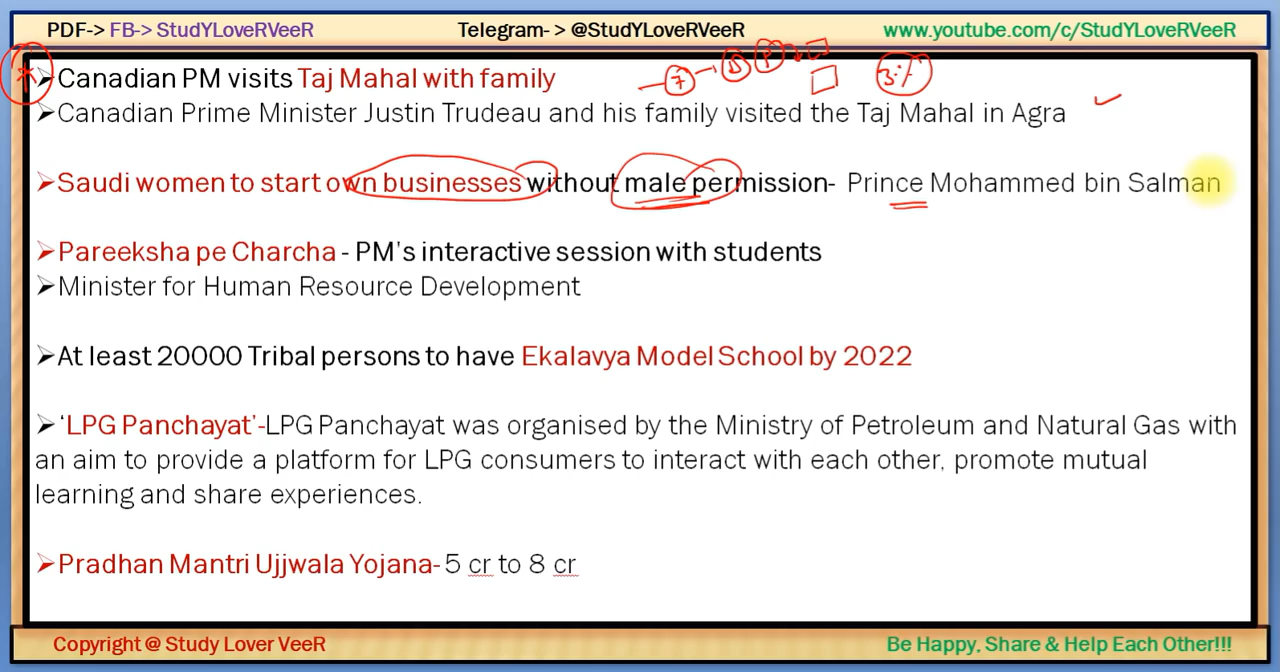 PDF-> FB-> StudYLoveRVeeR Telegram- > @StudYLoveRVeeR www.youtube.com/c/StudYLoveRVeeR
➢Canadian PM visits Taj Mahal with family
➢Canadian Prime Minister Justin Trudeau and his family visited the Taj Mahal in Agra
➢Saudi women to start own businesses without male permission- Prince Mohammed bin Salman
➢Pareeksha pe Charcha - PM's interactive session with students
➢Minister for Human Resource Development
➢At least 20000 Tribal persons to have Ekalavya Model School by 2022
➢‘LPG Panchayat’-LPG Panchayat was organised by the Ministry of Petroleum and Natural Gas with
an aim to provide a platform for LPG consumers to interact with each other, promote mutual
learning and share experiences.
➢Pradhan Mantri Ujjwala Yojana- 5 cr to 8 cr
Copyright @ Study Lover VeeR Be Happy, Share & Help Each Other!!!